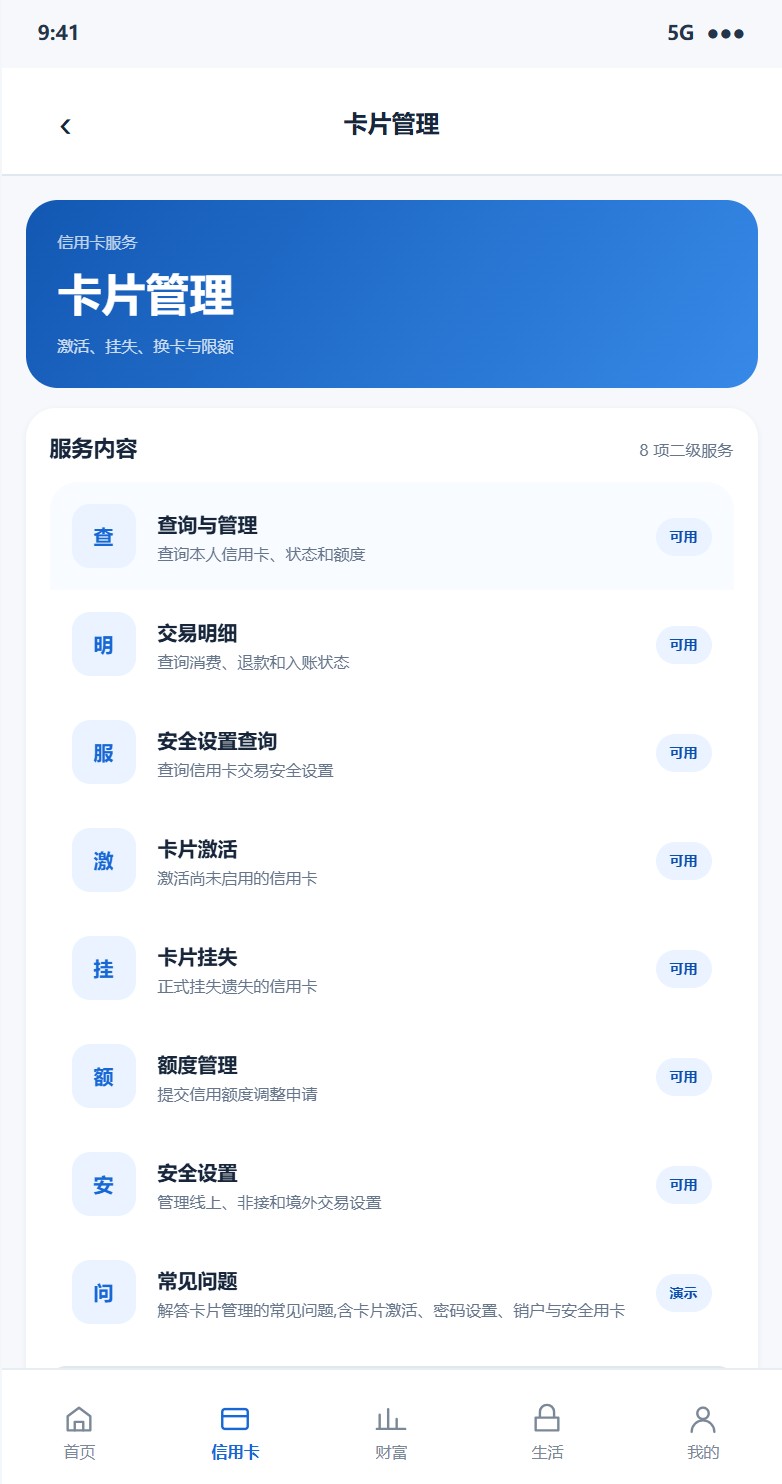 9:41
5G
卡片管理
信用卡服务
卡片管理
激活、挂失、换卡与限额
服务内容
8 项二级服务
查
查询与管理
查询本人信用卡、状态和额度
可用
明
交易明细
查询消费、退款和入账状态
可用
服
安全设置查询
查询信用卡交易安全设置
可用
激
卡片激活
激活尚未启用的信用卡
可用
挂
卡片挂失
正式挂失遗失的信用卡
可用
额
额度管理
提交信用额度调整申请
可用
安
安全设置
管理线上、非接和境外交易设置
可用
问
常见问题
解答卡片管理的常见问题,含卡片激活、密码设置、销户与安全用卡
演示
首页
信用卡
财富
生活
我的